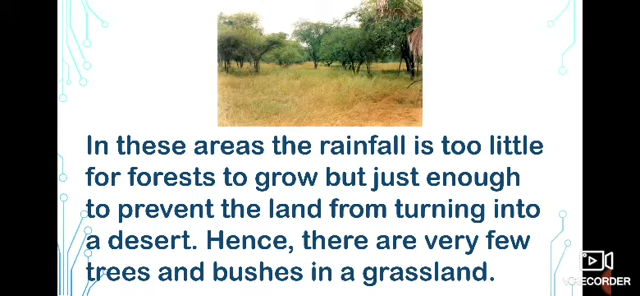 In these areas the rainfall is too little
for forests to grow but just enough
to prevent the land from turning into
a desert. Hence, there are very few
trees and bushes in a grassland.